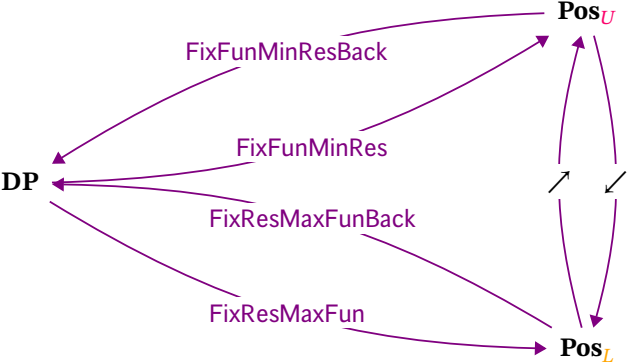 Pos_U
FixFunMinResBack
FixFunMinRes
DP
↗ ↙
FixResMaxFunBack
FixResMaxFun
Pos_L